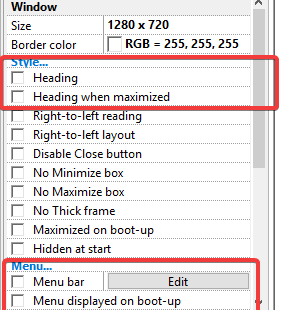 Window
Size 1280 x 720
Border color RGB = 255, 255, 255
Style...
Heading
Heading when maximized
Right-to-left reading
Right-to-left layout
Disable Close button
No Minimize box
No Maximize box
No Thick frame
Maximized on boot-up
Hidden at start
Menu...
Menu bar Edit
Menu displayed on boot-up